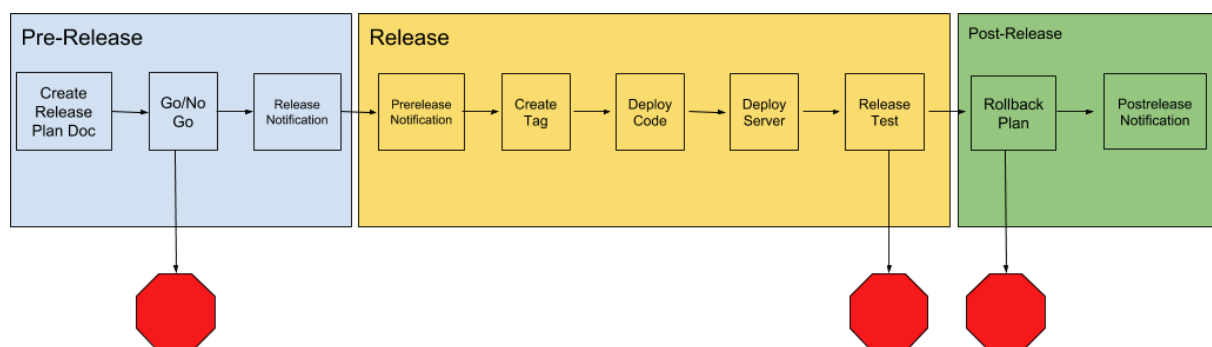 Pre-Release
Create
Release
Plan Doc
Go/No
Go
Release
Notification
Release
Prerelease
Notification
Create
Tag
Deploy
Code
Deploy
Server
Release
Test
Post-Release
Rollback
Plan
Postrelease
Notification